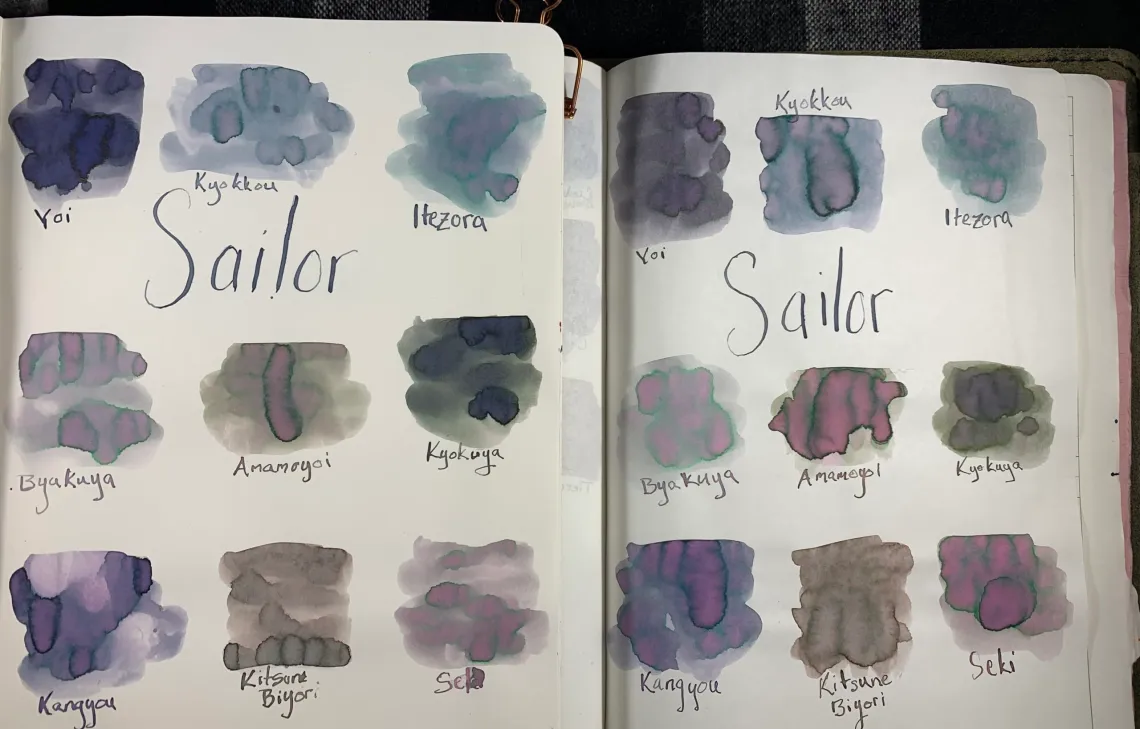 Yoi
Kyokkou
Itezora
Sailor
Byakuya
Amamoyoi
Kyokuya
Kangyou
Kitsune
Biyori
Seki
Kyokkou
Yoi
Itezora
Sailor
Byakuya
Amamoyoi
Kyokuya
Kangyou
Kitsune
Biyori
Seki